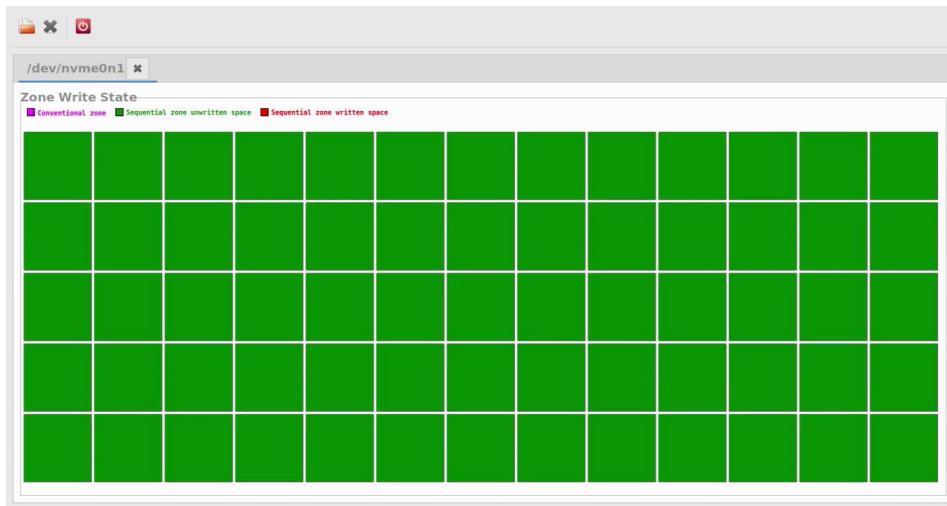 /dev/nvme0n1
Zone Write State
Conventional zone Sequential zone unwritten space Sequential zone written space